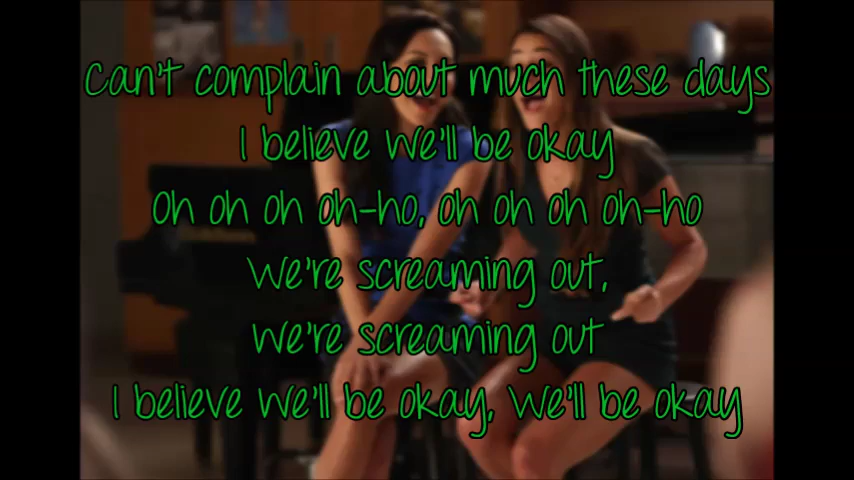 Can't complain about much these days
I believe we'll be okay
Oh oh oh oh-ho, oh oh oh oh-ho
We're screaming out,
We're screaming out
I believe we'll be okay, We'll be okay